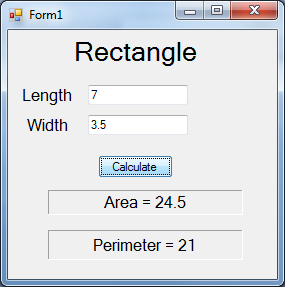 Form1
Rectangle
Length 7
Width 3.5
Calculate
Area = 24.5
Perimeter = 21